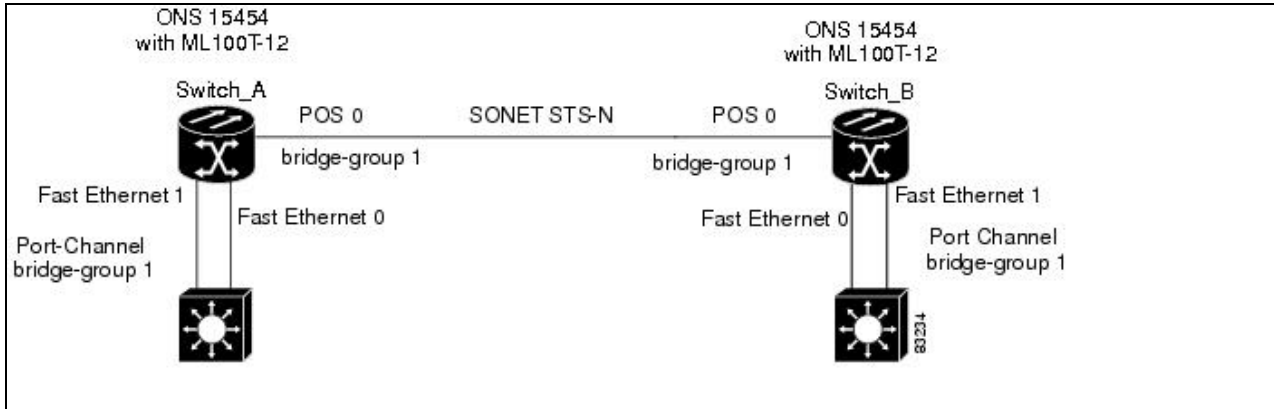 ONS 15454
with ML100T-12
Switch_A
POS 0
SONET STS-N
POS 0
bridge-group 1
bridge-group 1
ONS 15454
with ML100T-12
Switch_B
Fast Ethernet 1
Fast Ethernet 0
Port-Channel
bridge-group 1
Fast Ethernet 0
Fast Ethernet 1
Port Channel
bridge-group 1
83234